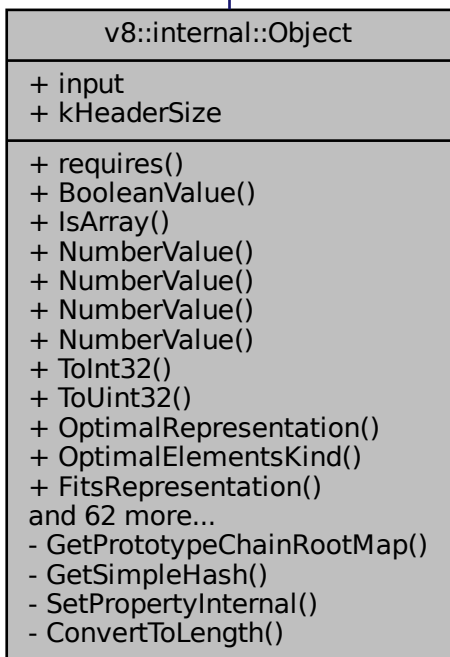 v8::internal::Object
+ input
+ kHeaderSize
+ requires()
+ BooleanValue()
+ IsArray()
+ NumberValue()
+ NumberValue()
+ NumberValue()
+ NumberValue()
+ ToInt32()
+ ToUint32()
+ OptimalRepresentation()
+ OptimalElementsKind()
+ FitsRepresentation()
and 62 more...
- GetPrototypeChainRootMap()
- GetSimpleHash()
- SetPropertyInternal()
- ConvertToLength()